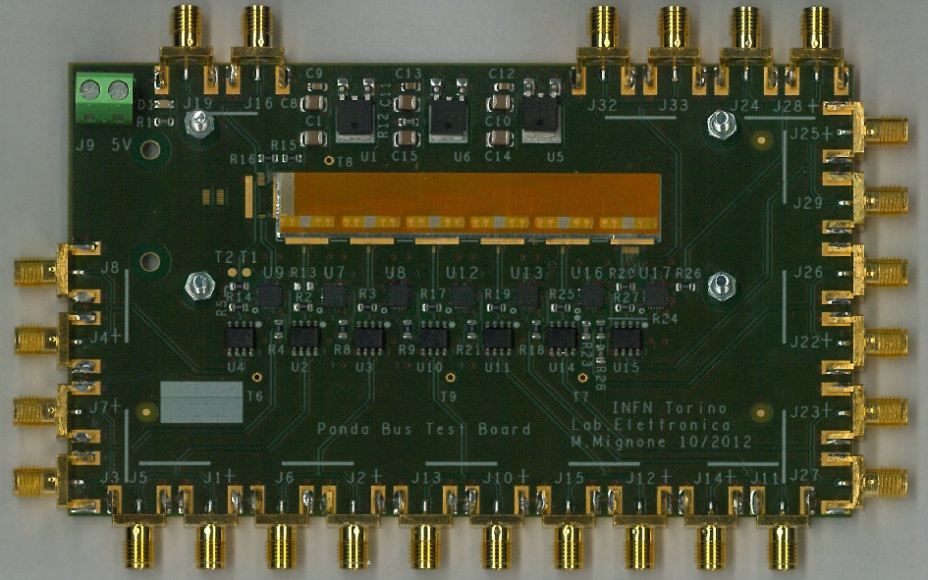 J19 J16 J32 J33 J24 J28+
C9 C13 C12
C8 C11
D1
R1
C1 R12 C10
J9 5V
U1 U6 U5
C15 C14
J25+
R15
R16
T8
J29
T2 T1
J8
U9 R13 U7 U8 U12 U13 U16 R29 U17 R26
J26
R14 R2 R3 R17 R19 R25 R27
R5
R24
J4+
R4 R8 R9 R21 R18 R23
J22+
U4 U2 U3 U10 U11 U14 U15
R28
T6 T9 T7
J7+
INFN Torino
J23+
Panda Bus Test Board
Lab.Elettronica
M.Mignone 10/2012
J3 J5 J1+ J6 J2+ J13 J10+ J15 J12+ J14+ J11 J27